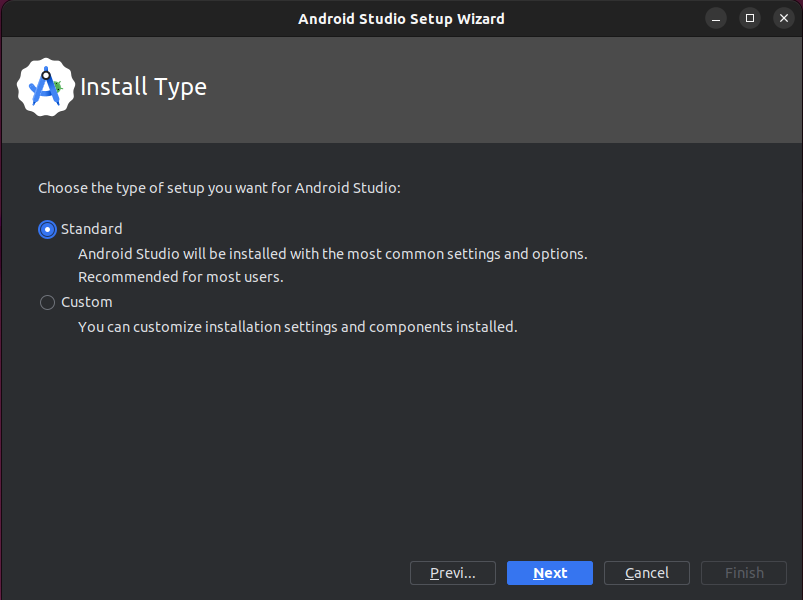 Android Studio Setup Wizard
Install Type
Choose the type of setup you want for Android Studio:
Standard
Android Studio will be installed with the most common settings and options.
Recommended for most users.
Custom
You can customize installation settings and components installed.
Previ... Next Cancel Finish